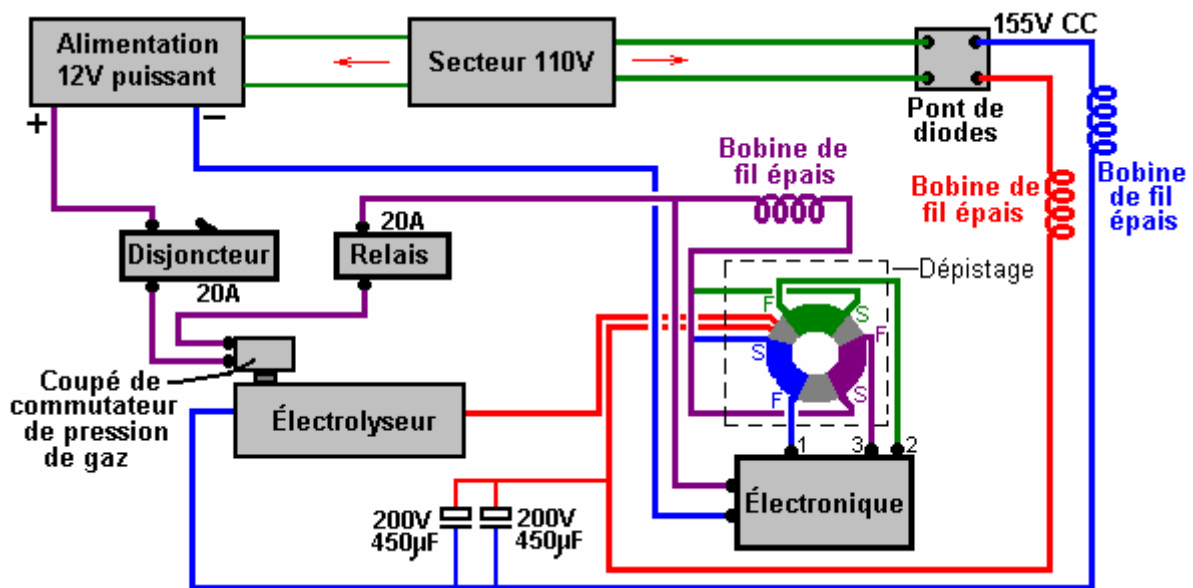 Alimentation
12V puissant
Secteur 110V
155V CC
+
−
Pont de
diodes
Bobine de
fil épais
Bobine de
fil épais
Bobine
de fil
épais
20A
Disjoncteur
Relais
20A
Dépistage
F
S
F
S
S
F
Coupé de
commutateur
de pression
de gaz
Électrolyseur
1
3
2
Électronique
200V
450µF
200V
450µF